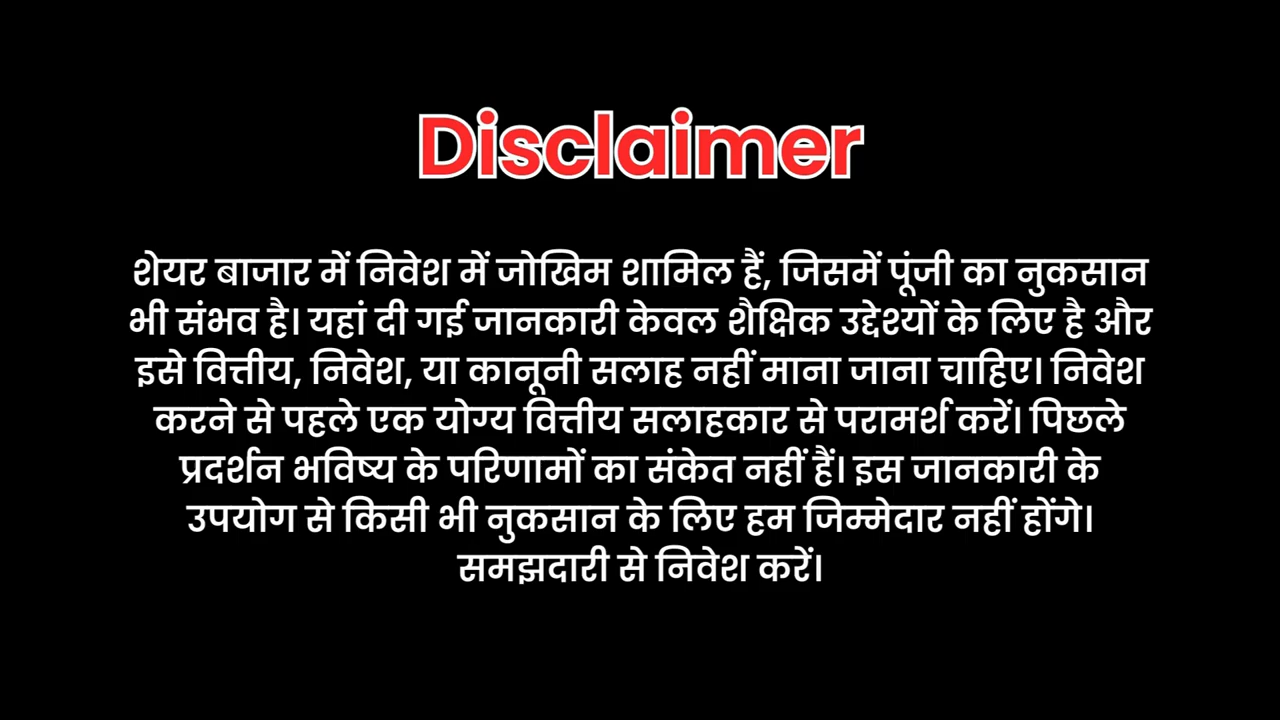 Disclaimer
शेयर बाजार में निवेश में जोखिम शामिल हैं, जिसमें पूंजी का नुकसान
भी संभव है। यहां दी गई जानकारी केवल शैक्षिक उद्देश्यों के लिए है और
इसे वित्तीय, निवेश, या कानूनी सलाह नहीं माना जाना चाहिए। निवेश
करने से पहले एक योग्य वित्तीय सलाहकार से परामर्श करें। पिछले
प्रदर्शन भविष्य के परिणामों का संकेत नहीं हैं। इस जानकारी के
उपयोग से किसी भी नुकसान के लिए हम जिम्मेदार नहीं होंगे।
समझदारी से निवेश करें।